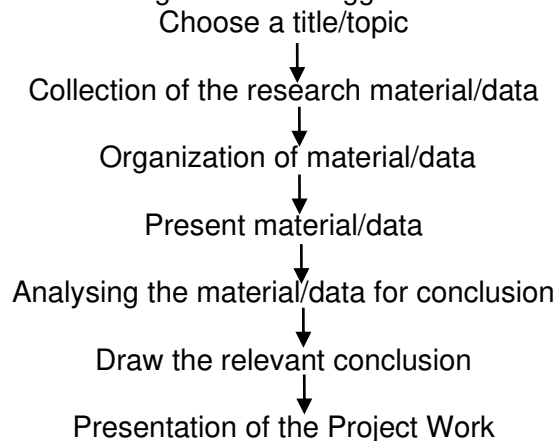 Choose a title/topic
Collection of the research material/data
Organization of material/data
Present material/data
Analysing the material/data for conclusion
Draw the relevant conclusion
Presentation of the Project Work